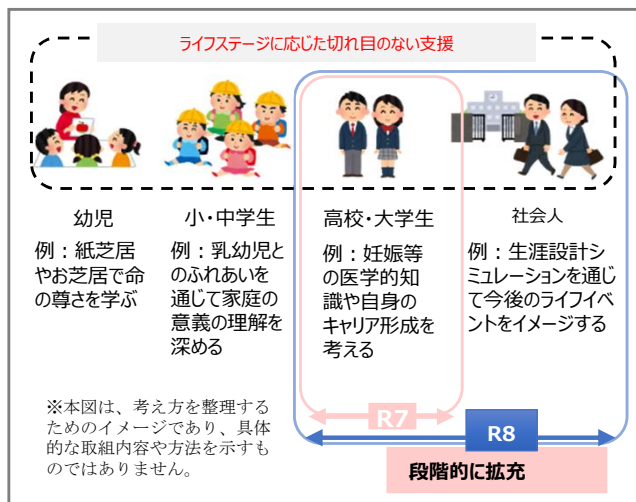 ライフステージに応じた切れ目のない支援
幼児
例：紙芝居
やお芝居で命
の尊さを学ぶ
小・中学生
例：乳幼児と
のふれあいを
通じて家庭の
意義の理解を
深める
高校・大学生
例：妊娠等
の医学的知
識や自身の
キャリア形成を
考える
社会人
例：生涯設計シ
ミュレーションを通じ
て今後のライフイベ
ントをイメージする
※本図は、考え方を整理する
ためのイメージであり、具体
的な取組内容や方法を示すも
のではありません。
R7
R8
段階的に拡充